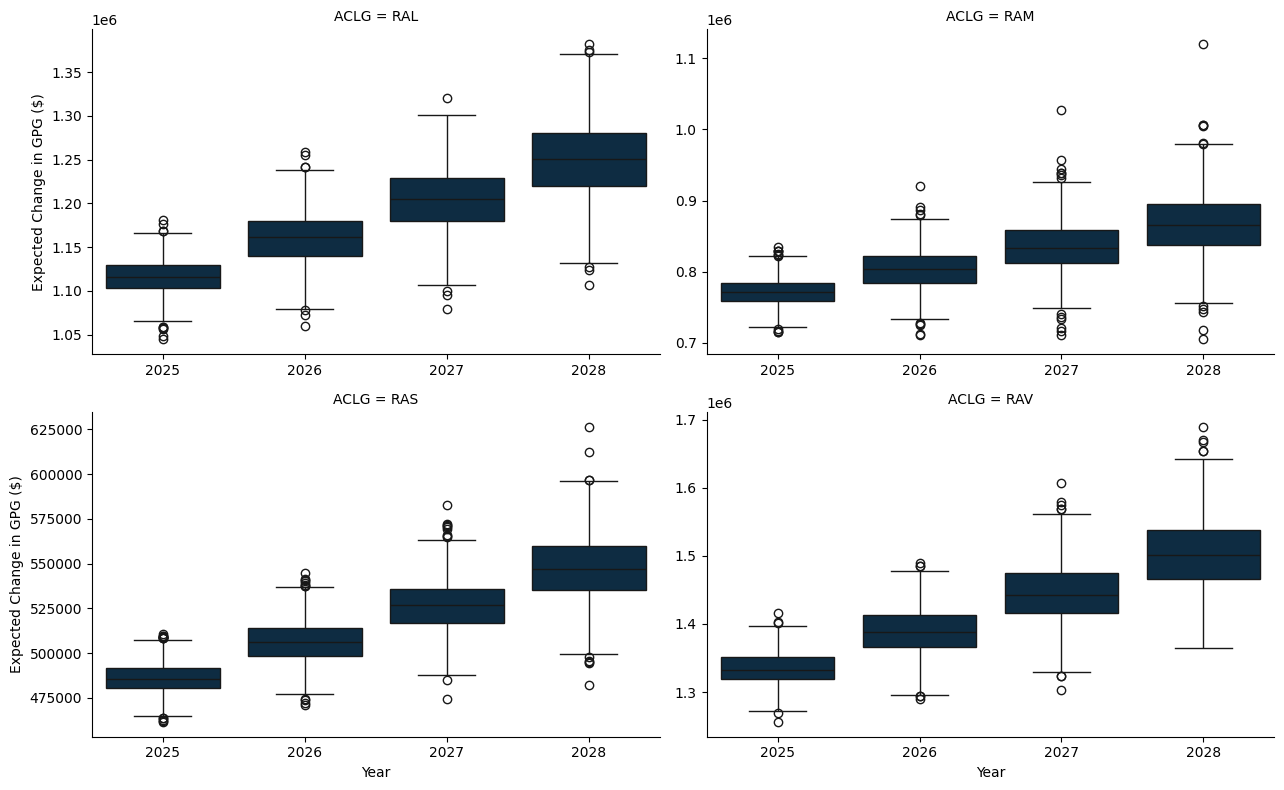 ACLG = RAL
1e6
Expected Change in GPG ($)
1.35
1.30
1.25
1.20
1.15
1.10
1.05
2025 2026 2027 2028
ACLG = RAM
1e6
1.1
1.0
0.9
0.8
0.7
2025 2026 2027 2028
ACLG = RAS
Expected Change in GPG ($)
625000
600000
575000
550000
525000
500000
475000
2025 2026 2027 2028
Year
ACLG = RAV
1e6
1.7
1.6
1.5
1.4
1.3
2025 2026 2027 2028
Year